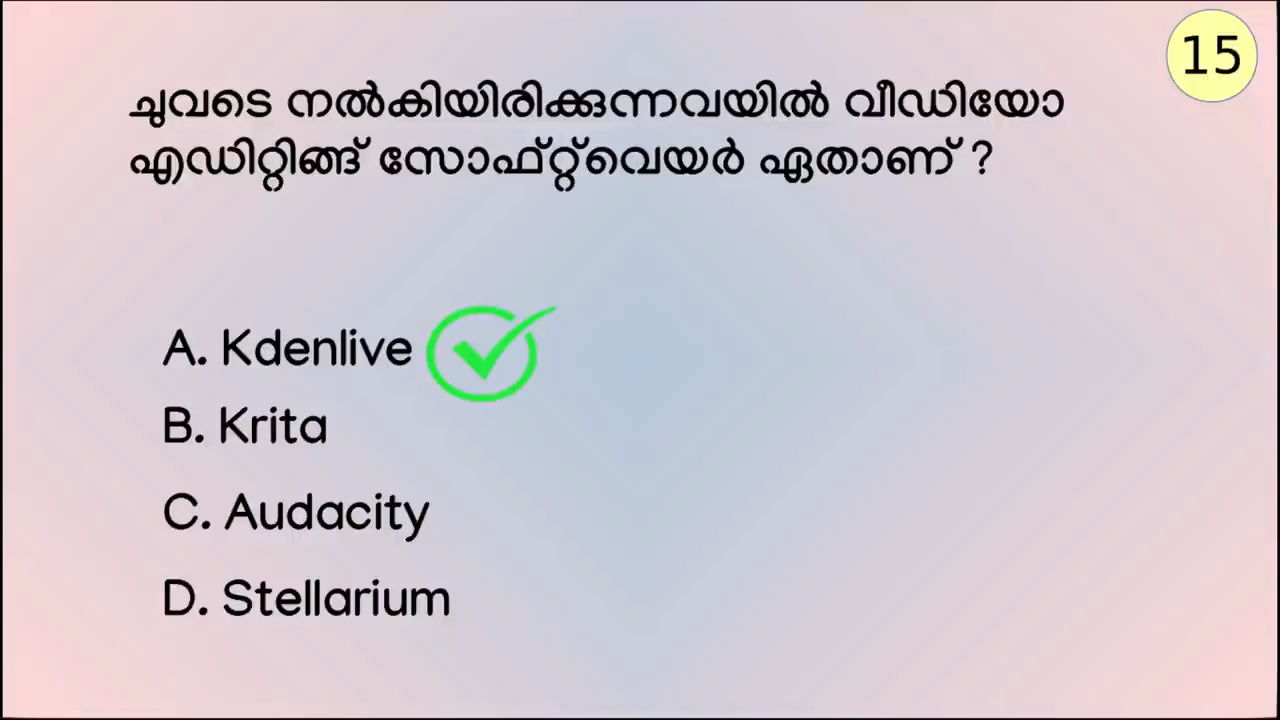 15
ചുവടെ നൽകിയിരിക്കുന്നവയിൽ വീഡിയോ
എഡിറ്റിങ്ങ് സോഫ്റ്റ്‌വെയർ ഏതാണ് ?
A. Kdenlive
B. Krita
C. Audacity
D. Stellarium